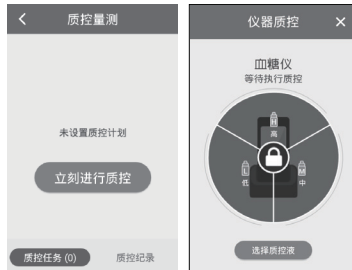 质控量测
未设置质控计划
立刻进行质控
质控任务 (0)
质控纪录
仪器质控
血糖仪
等待执行质控
H
高
L
低
M
中
选择质控液